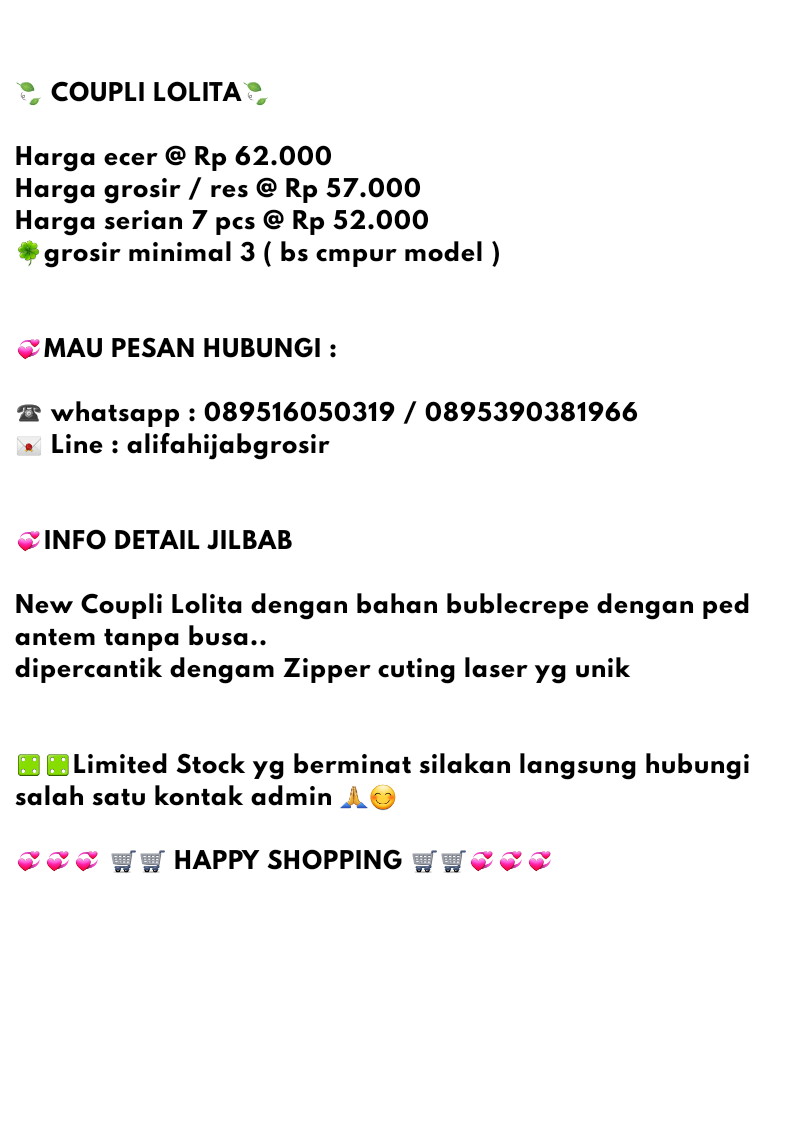 🍃 COUPLI LOLITA🍃
Harga ecer @ Rp 62.000
Harga grosir / res @ Rp 57.000
Harga serian 7 pcs @ Rp 52.000
🍀grosir minimal 3 ( bs cmpur model )
💞MAU PESAN HUBUNGI :
☎ whatsapp : 089516050319 / 0895390381966
💌 Line : alifahijabgrosir
💞INFO DETAIL JILBAB
New Coupli Lolita dengan bahan bublecrepe dengan ped
antem tanpa busa..
dipercantik dengam Zipper cuting laser yg unik
🍀🍀Limited Stock yg berminat silakan langsung hubungi
salah satu kontak admin 🙏😊
💞💞💞 🛒🛒 HAPPY SHOPPING 🛒🛒💞💞💞